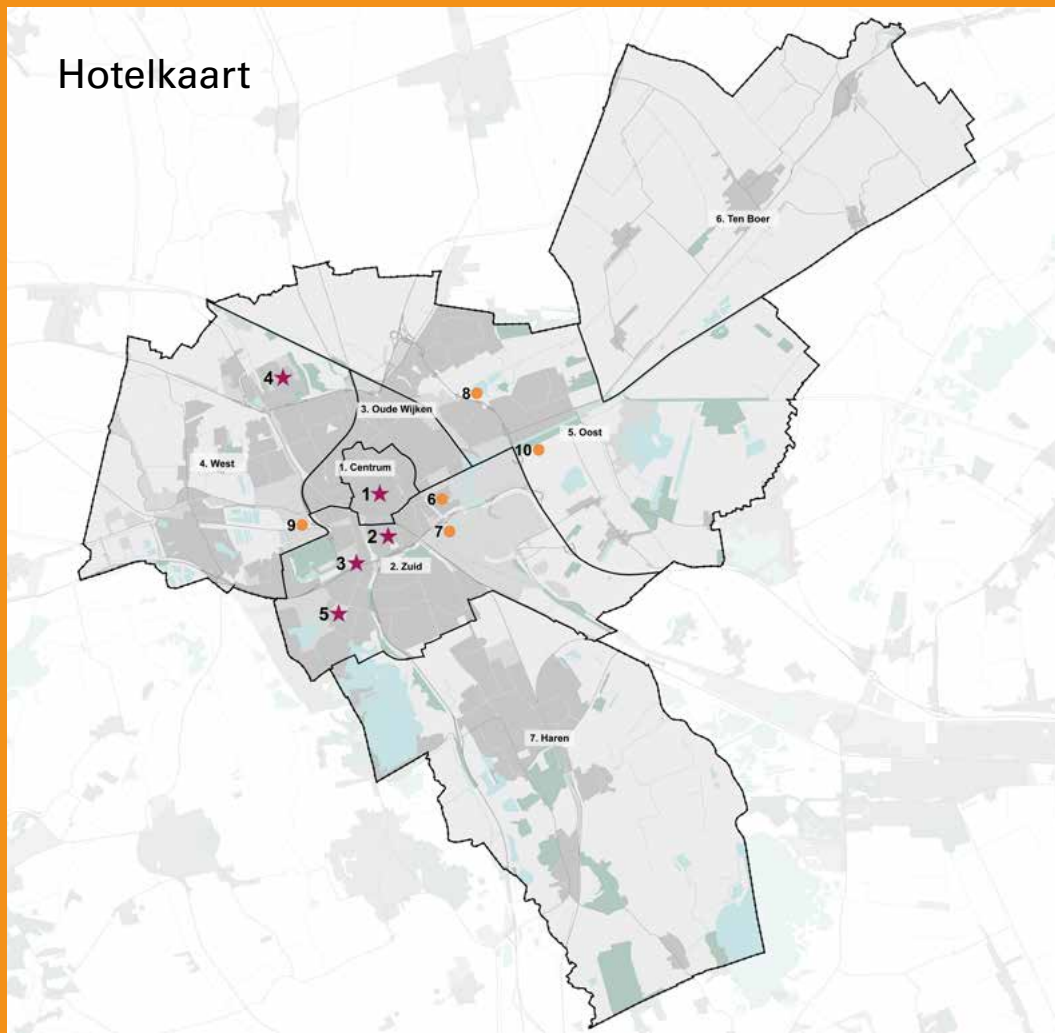 Hotelkaart
6. Ten Boer
4
8
3. Oude Wijken
5. Oost
10
4. West
1. Centrum
1
6
9
7
2
3
2. Zuid
5
7. Haren